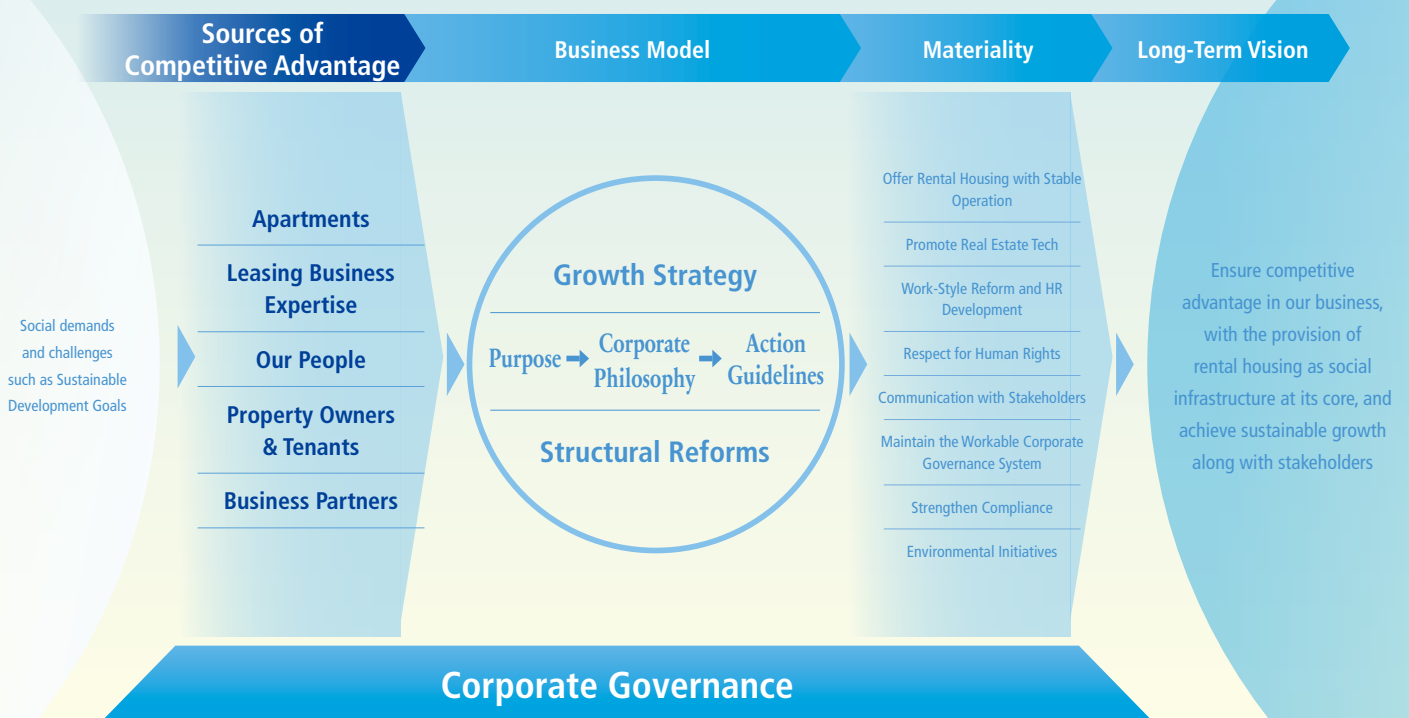 Sources of
Competitive Advantage
Business Model
Materiality
Long-Term Vision
Social demands
and challenges
such as Sustainable
Development Goals
Apartments
Leasing Business
Expertise
Our People
Property Owners
& Tenants
Business Partners
Growth Strategy
Purpose
Corporate
Philosophy
Action
Guidelines
Structural Reforms
Offer Rental Housing with Stable
Operation
Promote Real Estate Tech
Work-Style Reform and HR
Development
Respect for Human Rights
Communication with Stakeholders
Maintain the Workable Corporate
Governance System
Strengthen Compliance
Environmental Initiatives
Ensure competitive
advantage in our business,
with the provision of
rental housing as social
infrastructure at its core, and
achieve sustainable growth
along with stakeholders
Corporate Governance